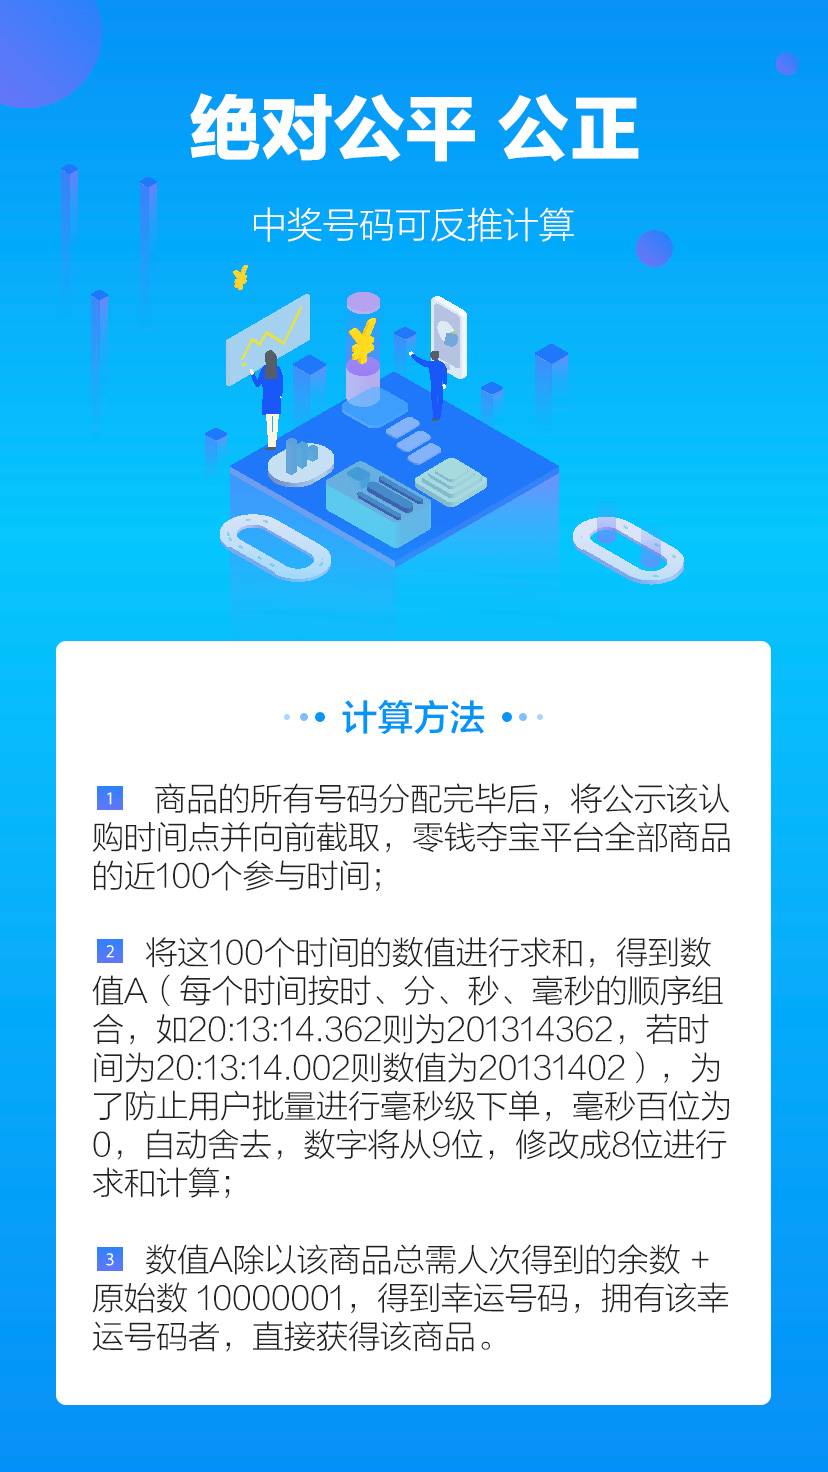 绝对公平 公正
中奖号码可反推计算
计算方法
1 商品的所有号码分配完毕后，将公示该认
购时间点并向前截取，零钱夺宝平台全部商品
的近100个参与时间；
2 将这100个时间的数值进行求和，得到数
值A（每个时间按时、分、秒、毫秒的顺序组
合，如20:13:14.362则为201314362，若时
间为20:13:14.002则数值为20131402），为
了防止用户批量进行毫秒级下单，毫秒百位为
0，自动舍去，数字将从9位，修改成8位进行
求和计算；
3 数值A除以该商品总需人次得到的余数 +
原始数 10000001，得到幸运号码，拥有该幸
运号码者，直接获得该商品。